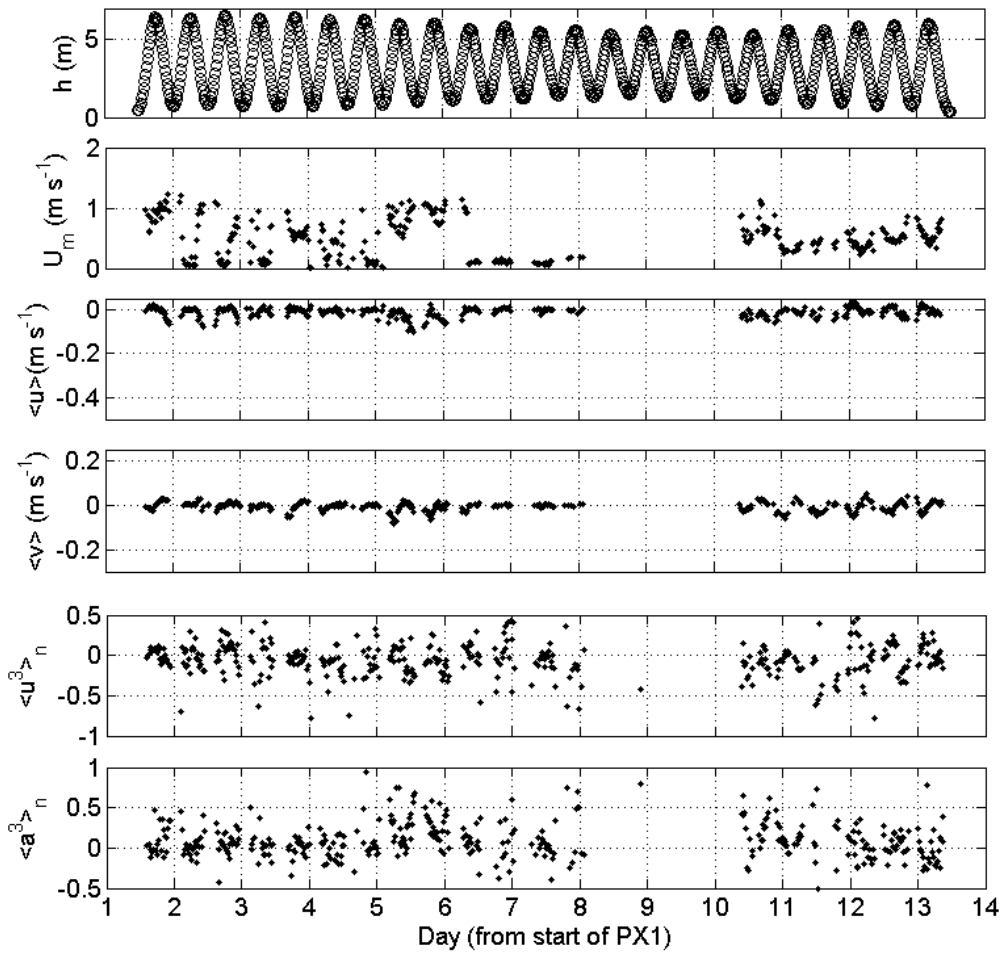 h (m)
5
0
U_m (m s^-1)
2
1
0
<u>(m s^-1)
0
-0.2
-0.4
<v> (m s^-1)
0.2
0
-0.2
<u^3>_n
0.5
0
-0.5
-1
<a^3>_n
1
0.5
0
-0.5
1 2 3 4 5 6 7 8 9 10 11 12 13 14
Day (from start of PX1)